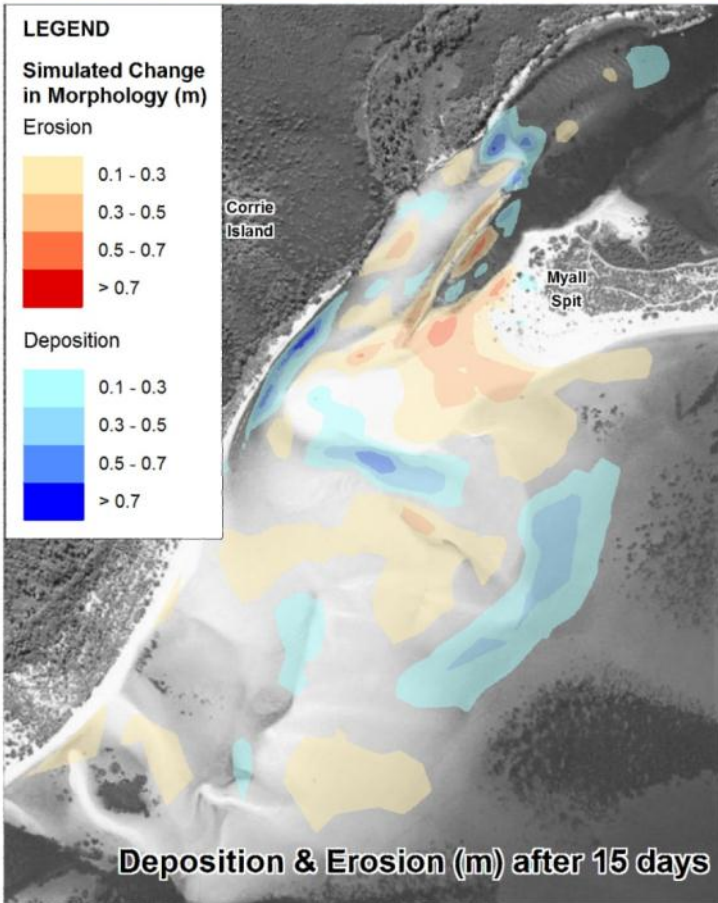 LEGEND
Simulated Change
in Morphology (m)
Erosion
0.1 - 0.3
0.3 - 0.5
0.5 - 0.7
> 0.7
Deposition
0.1 - 0.3
0.3 - 0.5
0.5 - 0.7
> 0.7
Corrie
Island
Myall
Spit
Deposition & Erosion (m) after 15 days